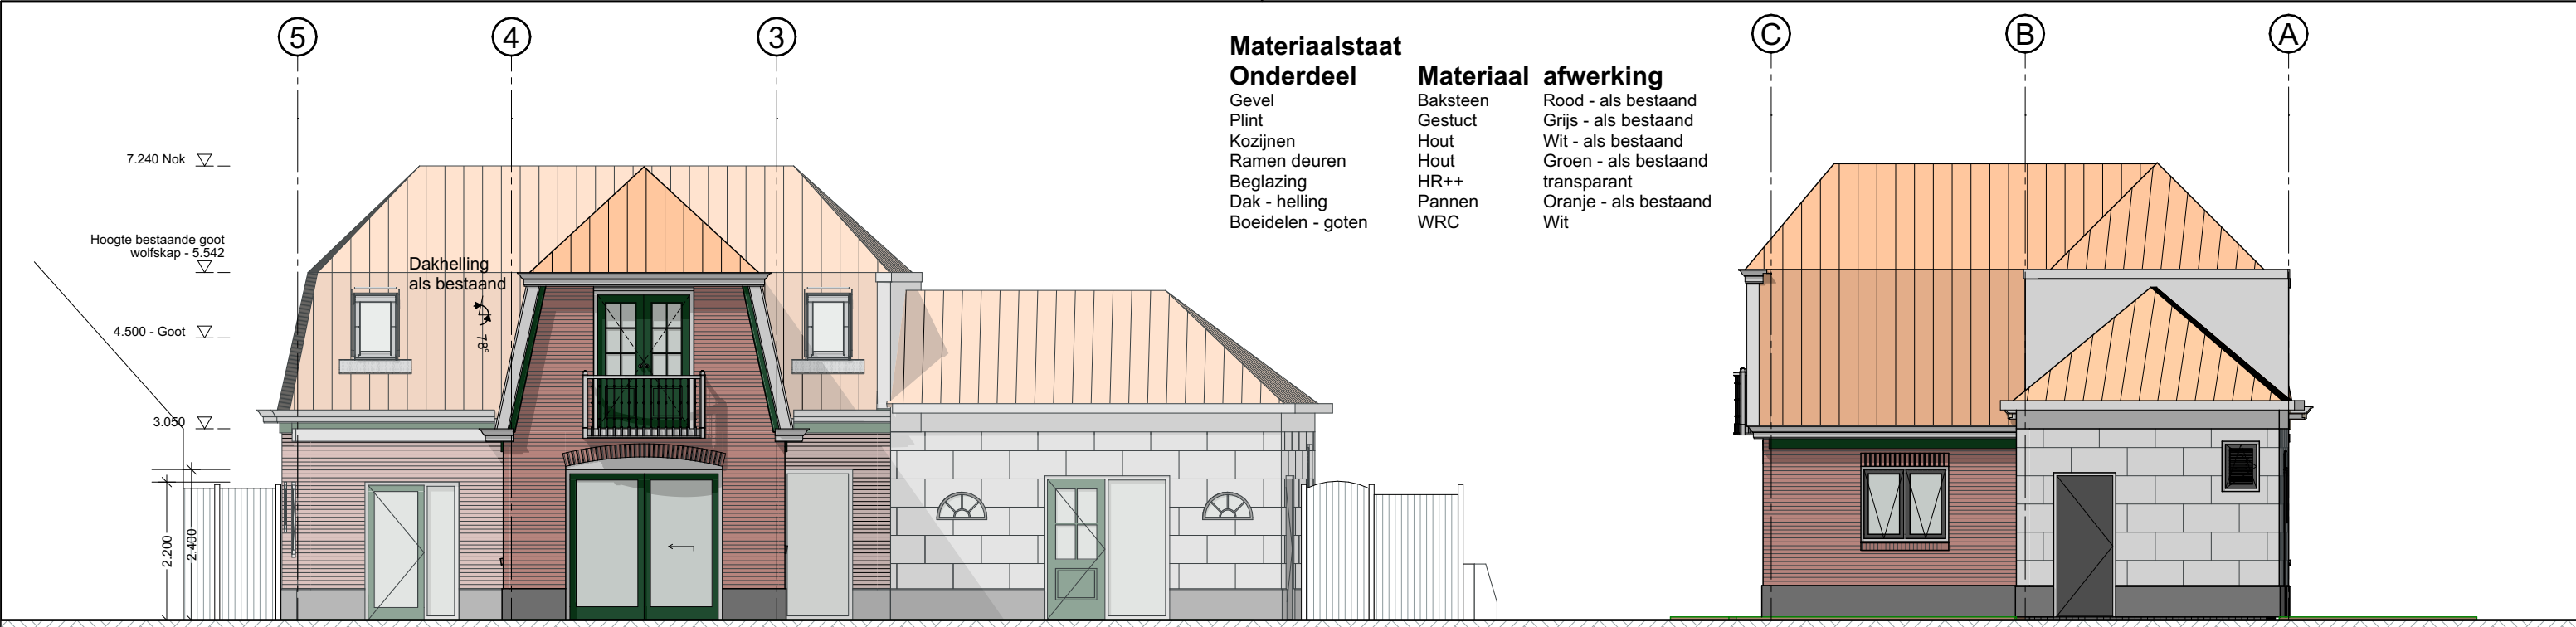 5
4
3
C
B
A
Materiaalstaat
Onderdeel Materiaal afwerking
Gevel Baksteen Rood - als bestaand
Plint Gestuct Grijs - als bestaand
Kozijnen Hout Wit - als bestaand
Ramen deuren Hout Groen - als bestaand
Beglazing HR++ transparant
Dak - helling Pannen Oranje - als bestaand
Boeidelen - goten WRC Wit
7.240 Nok
Hoogte bestaande goot
wolfskap - 5.542
Dakhelling
als bestaand
78°
4.500 - Goot
3.050
2.200
2.400